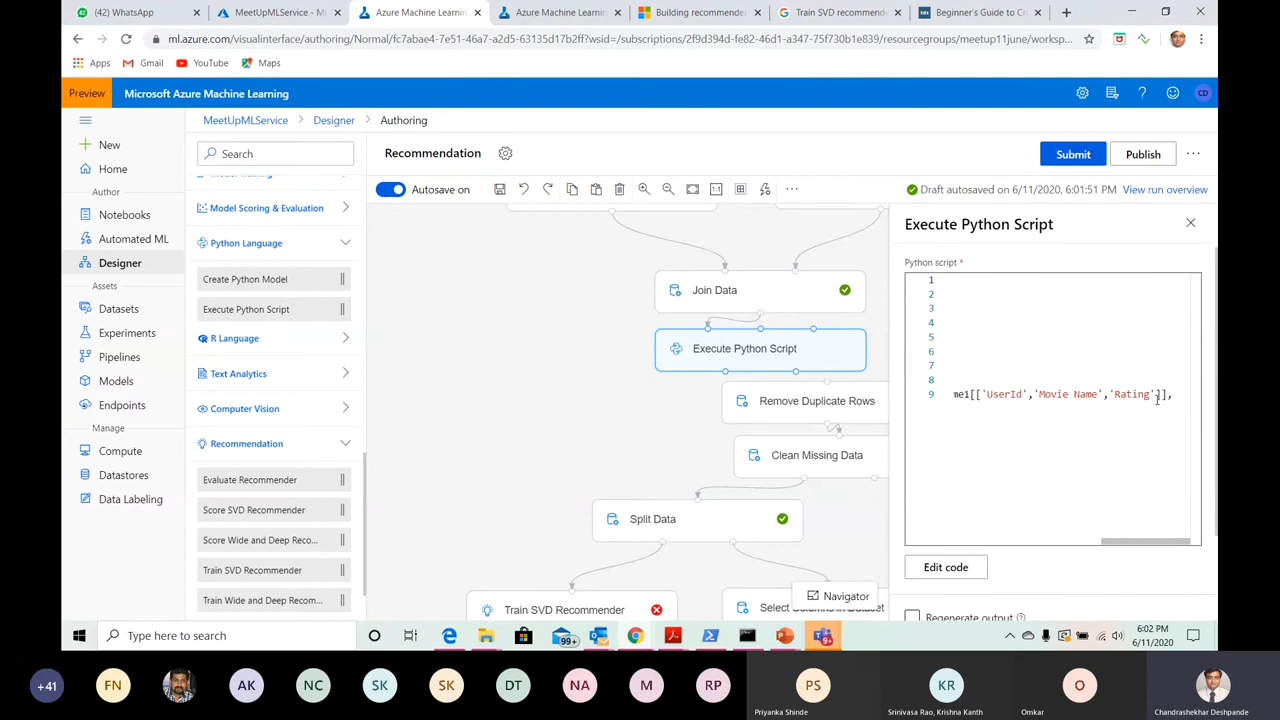 42
WhatsApp
MeetUpMLService - Mi
Azure Machine Learnin
Azure Machine Learnin
Building recommende
Train SVD recommend
tds
Beginner's Guide to Cr
ml.azure.com/visualinterface/authoring/Normal/fc7abae4-7e51-46a7-a2d5-63135d17b2ff?wsid=/subscriptions/2f9d394d-fe82-46d1-a347-75f730b1e839/resourcegroups/meetup11june/worksp...
Apps
Gmail
YouTube
Maps
Preview
Microsoft Azure Machine Learning
CD
MeetUpMLService > Designer > Authoring
New
Home
Author
Notebooks
Automated ML
Designer
Assets
Datasets
Experiments
Pipelines
Models
Endpoints
Manage
Compute
Datastores
Data Labeling
Search
Model Scoring & Evaluation
Python Language
Create Python Model
Execute Python Script
R Language
Text Analytics
Computer Vision
Recommendation
Evaluate Recommender
Score SVD Recommender
Score Wide and Deep Reco...
Train SVD Recommender
Train Wide and Deep Recom...
Recommendation
Submit
Publish
Autosave on
Draft autosaved on 6/11/2020, 6:01:51 PM
View run overview
Join Data
Execute Python Script
Remove Duplicate Rows
Clean Missing Data
Split Data
Train SVD Recommender
Select Columns in Dataset
Navigator
Execute Python Script
Python script *
1
2
3
4
5
6
7
8
9 me1[['UserId','Movie Name','Rating']],
Edit code
Regenerate output
Type here to search
99+
9+
6:02 PM
6/11/2020
+41
FN
AK
NC
SK
SK
DT
NA
M
RP
PS
Priyanka Shinde
KR
Srinivasa Rao, Krishna Kanth
O
Omkar
Chandrashekhar Deshpande